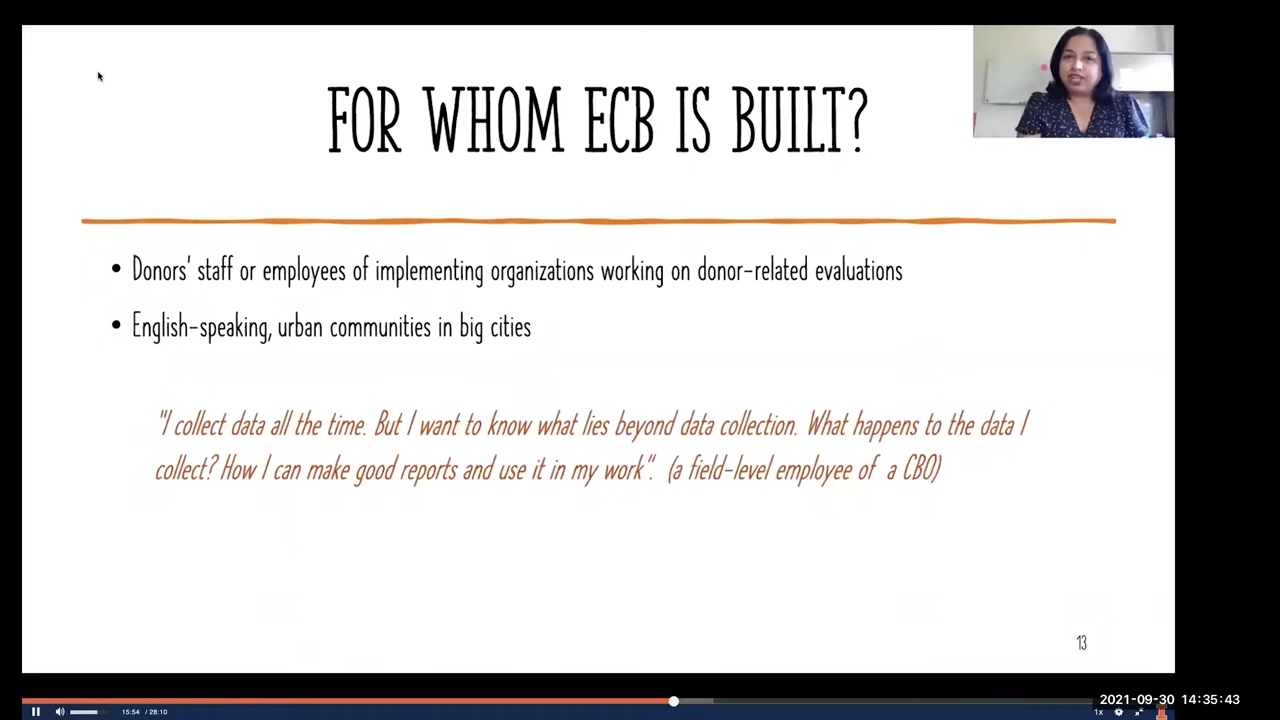 FOR WHOM ECB IS BUILT?
• Donors' staff or employees of implementing organizations working on donor-related evaluations
• English-speaking, urban communities in big cities
"I collect data all the time. But I want to know what lies beyond data collection. What happens to the data I
collect? How I can make good reports and use it in my work". (a field-level employee of a CBO)
13
2021-09-30 14:35:43
15:54 / 28:10
1x